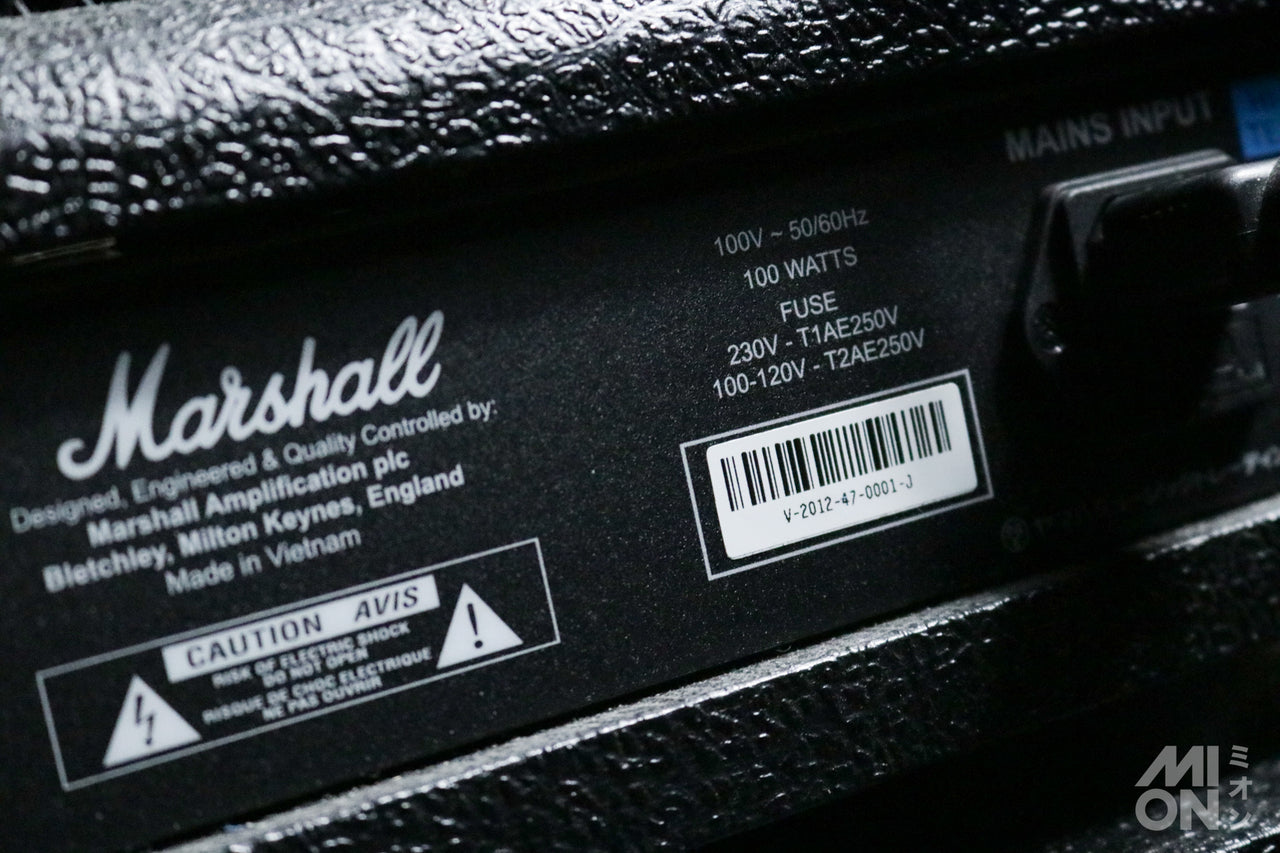 MAINS INPUT
100V ~ 50/60Hz
100 WATTS
FUSE
230V - T1AE250V
100-120V - T2AE250V
V-2012-47-0001-J
Marshall
Designed, Engineered & Quality Controlled by:
Marshall Amplification plc
Bletchley, Milton Keynes, England
Made in Vietnam
CAUTION AVIS
RISK OF ELECTRIC SHOCK
DO NOT OPEN
RISQUE DE CHOC ELECTRIQUE
NE PAS OUVRIR
MION
ミオン